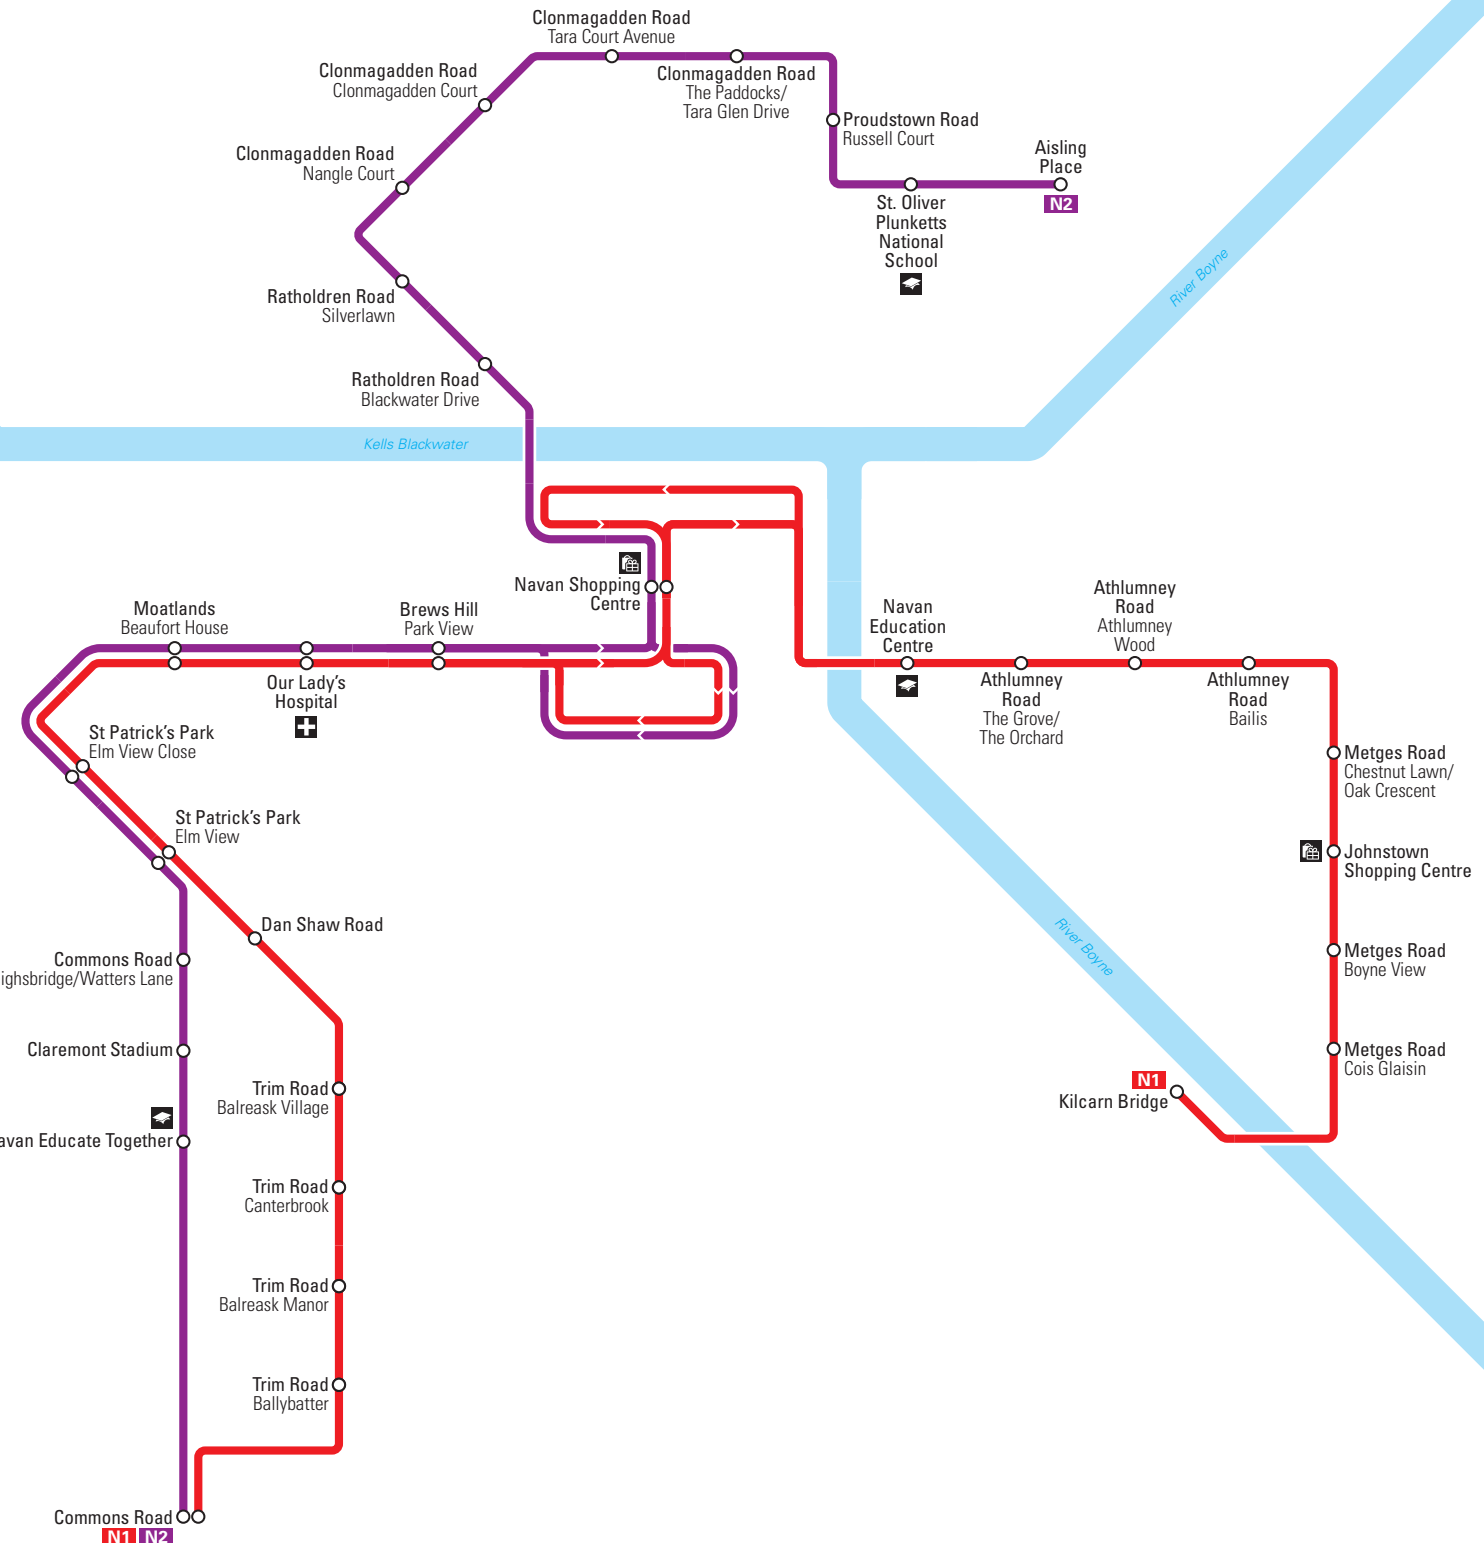 Clonmagadden Road
Tara Court Avenue
Clonmagadden Road
Clonmagadden Court
Clonmagadden Road
The Paddocks/
Tara Glen Drive
Proudstown Road
Russell Court
Aisling
Place
N2
Clonmagadden Road
Nangle Court
St. Oliver
Plunketts
National
School
River Boyne
Ratholdren Road
Silverlawn
Ratholdren Road
Blackwater Drive
Kells Blackwater
Navan Shopping
Centre
Moatlands
Beaufort House
Brews Hill
Park View
Our Lady's
Hospital
Navan
Education
Centre
Athlumney
Road
Athlumney
Wood
Athlumney
Road
The Grove/
The Orchard
Athlumney
Road
Bailis
St Patrick's Park
Elm View Close
Metges Road
Chestnut Lawn/
Oak Crescent
St Patrick's Park
Elm View
Johnstown
Shopping Centre
Dan Shaw Road
River Boyne
Commons Road
ighsbridge/Watters Lane
Metges Road
Boyne View
Claremont Stadium
Metges Road
Cois Glaisin
N1
Kilcarn Bridge
Trim Road
Balreask Village
avan Educate Together
Trim Road
Canterbrook
Trim Road
Balreask Manor
Trim Road
Ballybatter
Commons Road
N1 N2